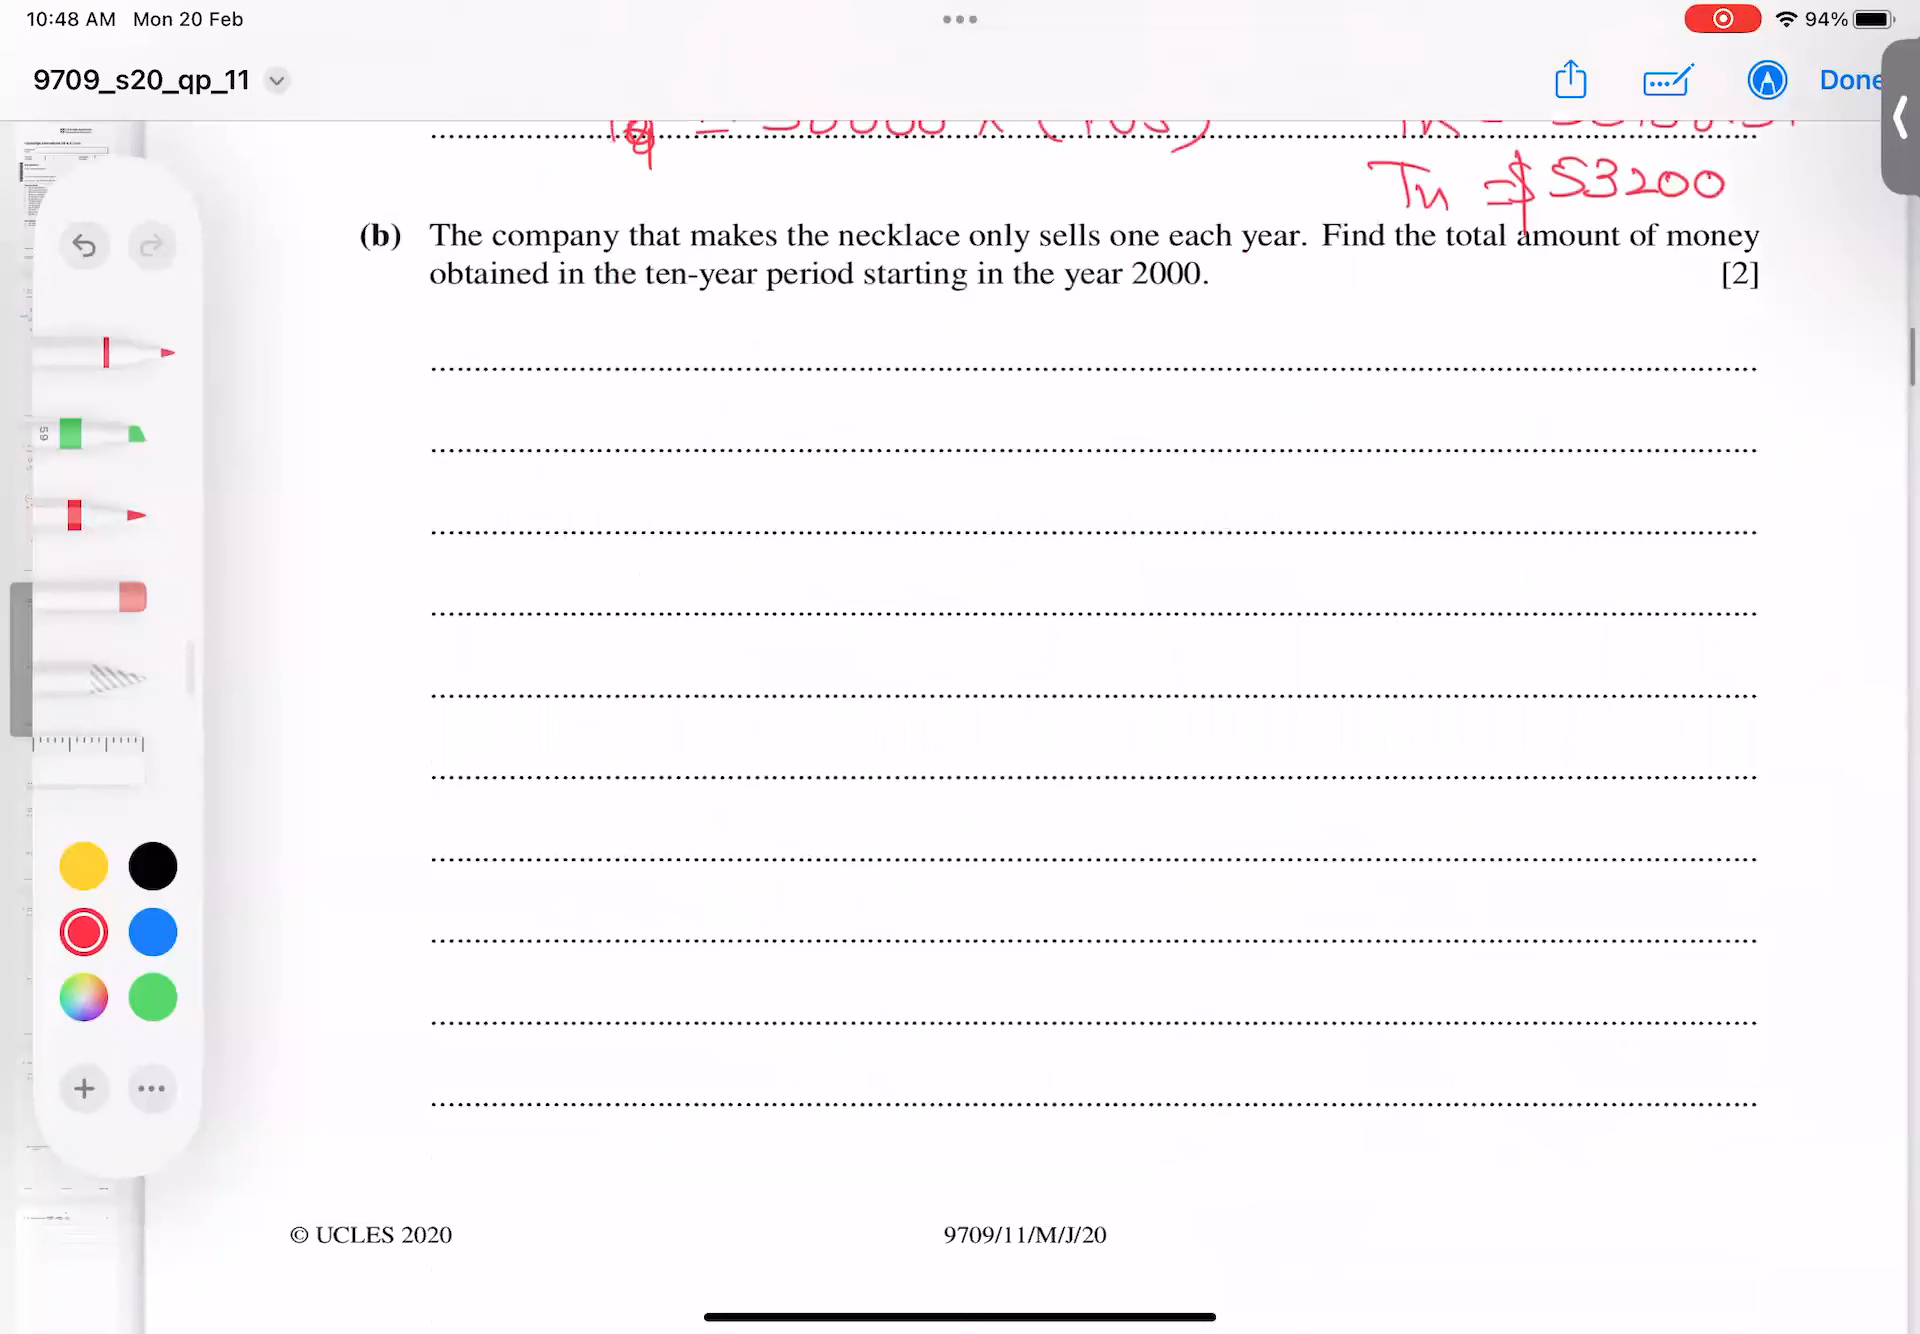 10:48 AM Mon 20 Feb
94%
9709_s20_qp_11
Done
Tn = $ 53200
(b) The company that makes the necklace only sells one each year. Find the total amount of money
obtained in the ten-year period starting in the year 2000. [2]
59
© UCLES 2020
9709/11/M/J/20